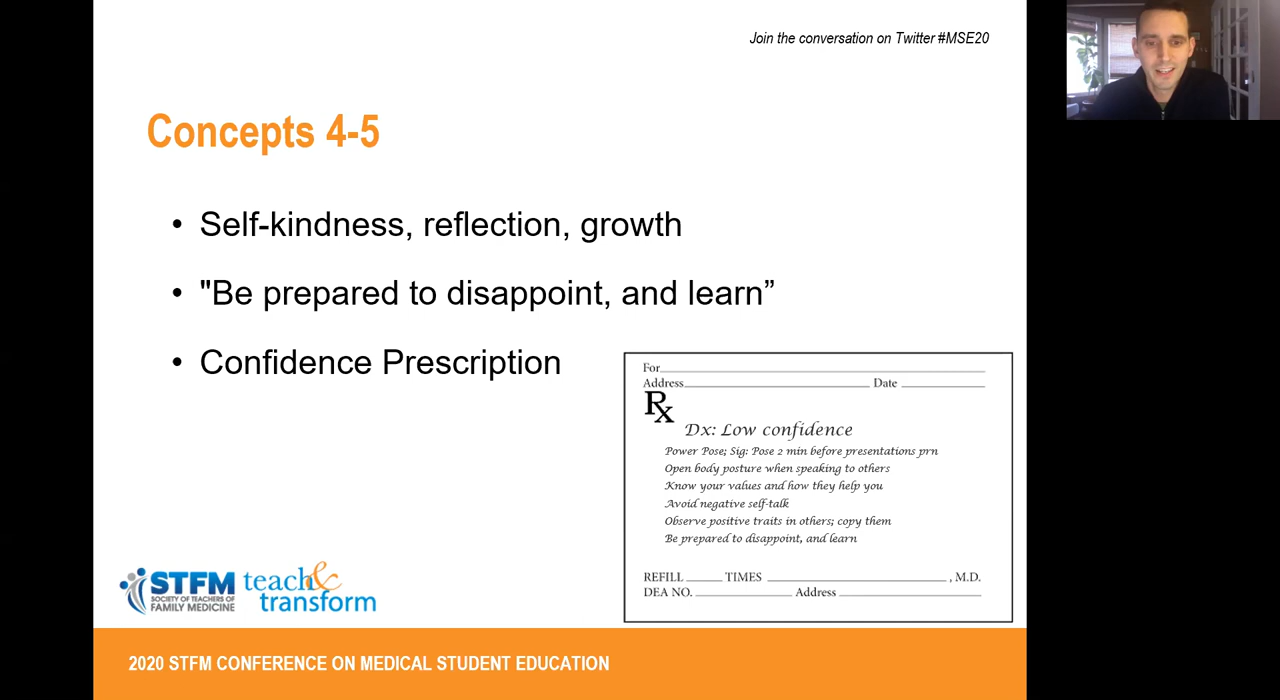 Join the conversation on Twitter #MSE20
Concepts 4-5
• Self-kindness, reflection, growth
• "Be prepared to disappoint, and learn”
• Confidence Prescription
For
Address Date
Rx
Dx: Low confidence
Power Pose; Sig: Pose 2 min before presentations prn
Open body posture when speaking to others
Know your values and how they help you
Avoid negative self-talk
Observe positive traits in others; copy them
Be prepared to disappoint, and learn
REFILL TIMES , M.D.
DEA NO. Address
STFM
SOCIETY OF TEACHERS OF
FAMILY MEDICINE
teach&
transform
2020 STFM CONFERENCE ON MEDICAL STUDENT EDUCATION